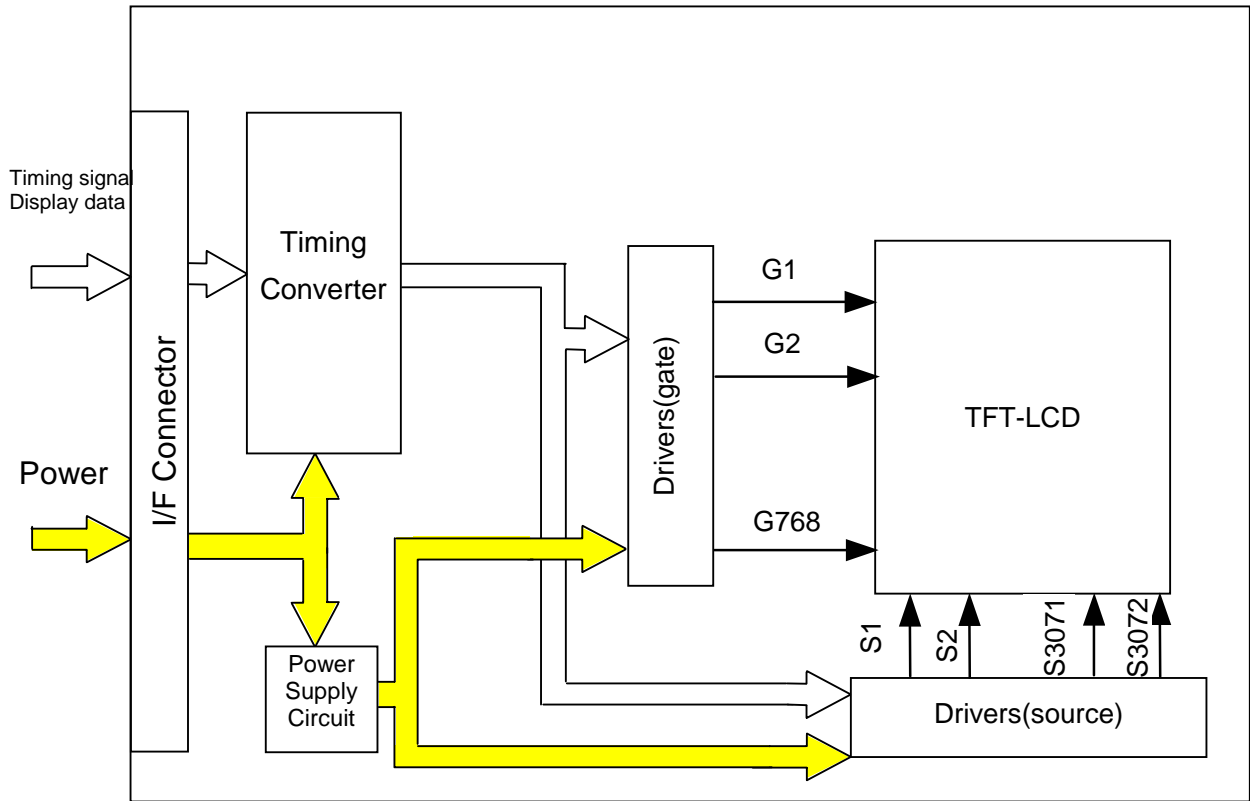 Timing signal
Display data
Power
I/F Connector
Timing
Converter
Power
Supply
Circuit
Drivers(gate)
G1
G2
G768
TFT-LCD
S1
S2
S3071
S3072
Drivers(source)